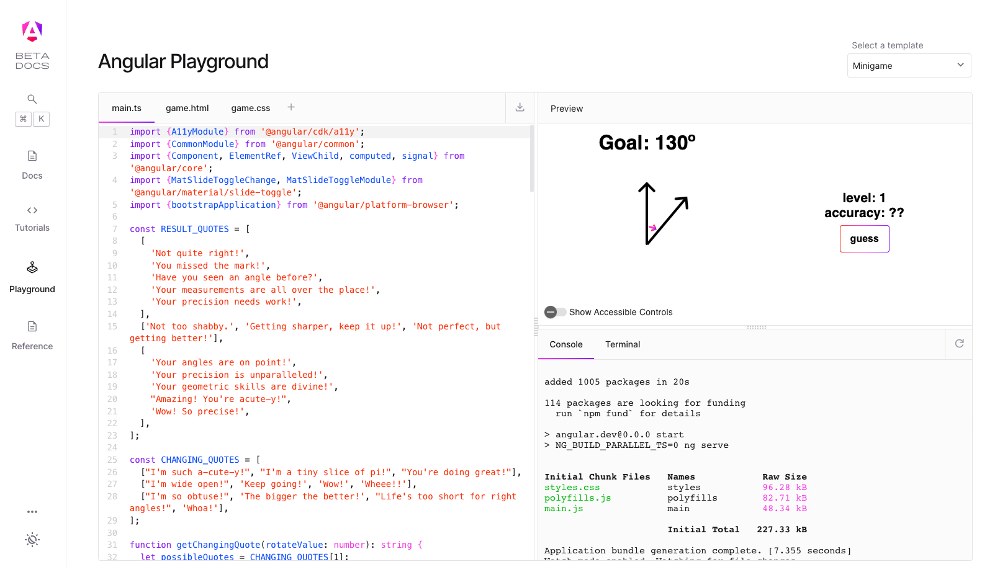 BETA
DOCS
⌘ K
Docs
Tutorials
Playground
Reference
Angular Playground
Select a template
Minigame
main.ts game.html game.css +
1 import {A11yModule} from '@angular/cdk/a11y';
2 import {CommonModule} from '@angular/common';
3 import {Component, ElementRef, ViewChild, computed, signal} from
'@angular/core';
4 import {MatSlideToggleChange, MatSlideToggleModule} from
'@angular/material/slide-toggle';
5 import {bootstrapApplication} from '@angular/platform-browser';
6
7 const RESULT_QUOTES = [
8 [
9 'Not quite right!',
10 'You missed the mark!',
11 'Have you seen an angle before?',
12 'Your measurements are all over the place!',
13 'Your precision needs work!',
14 ],
15 ['Not too shabby.', 'Getting sharper, keep it up!', 'Not perfect, but
getting better!'],
16 [
17 'Your angles are on point!',
18 'Your precision is unparalleled!',
19 'Your geometric skills are divine!',
20 "Amazing! You're acute-y!",
21 'Wow! So precise!',
22 ],
23 ];
24
25 const CHANGING_QUOTES = [
26 ["I'm such a-cute-y!", "I'm a tiny slice of pi!", "You're doing great!"],
27 ["I'm wide open!", 'Keep going!', 'Wow!', 'Wheee!!'],
28 ["I'm so obtuse!", 'The bigger the better!', "Life's too short for right
angles!", 'Whoa!'],
29 ];
30
31 function getChangingQuote(rotateValue: number): string {
32 let possibleQuotes = CHANGING_QUOTES[1];
Preview
Goal: 130º
level: 1
accuracy: ??
guess
Show Accessible Controls
Console Terminal
added 1005 packages in 20s
114 packages are looking for funding
run `npm fund` for details
> angular.dev@0.0.0 start
> NG_BUILD_PARALLEL_TS=0 ng serve
Initial Chunk Files Names Raw Size
styles.css styles 96.28 kB
polyfills.js polyfills 82.71 kB
main.js main 48.34 kB
Initial Total 227.33 kB
Application bundle generation complete. [7.355 seconds]
Watch mode enabled. Watching for file changes